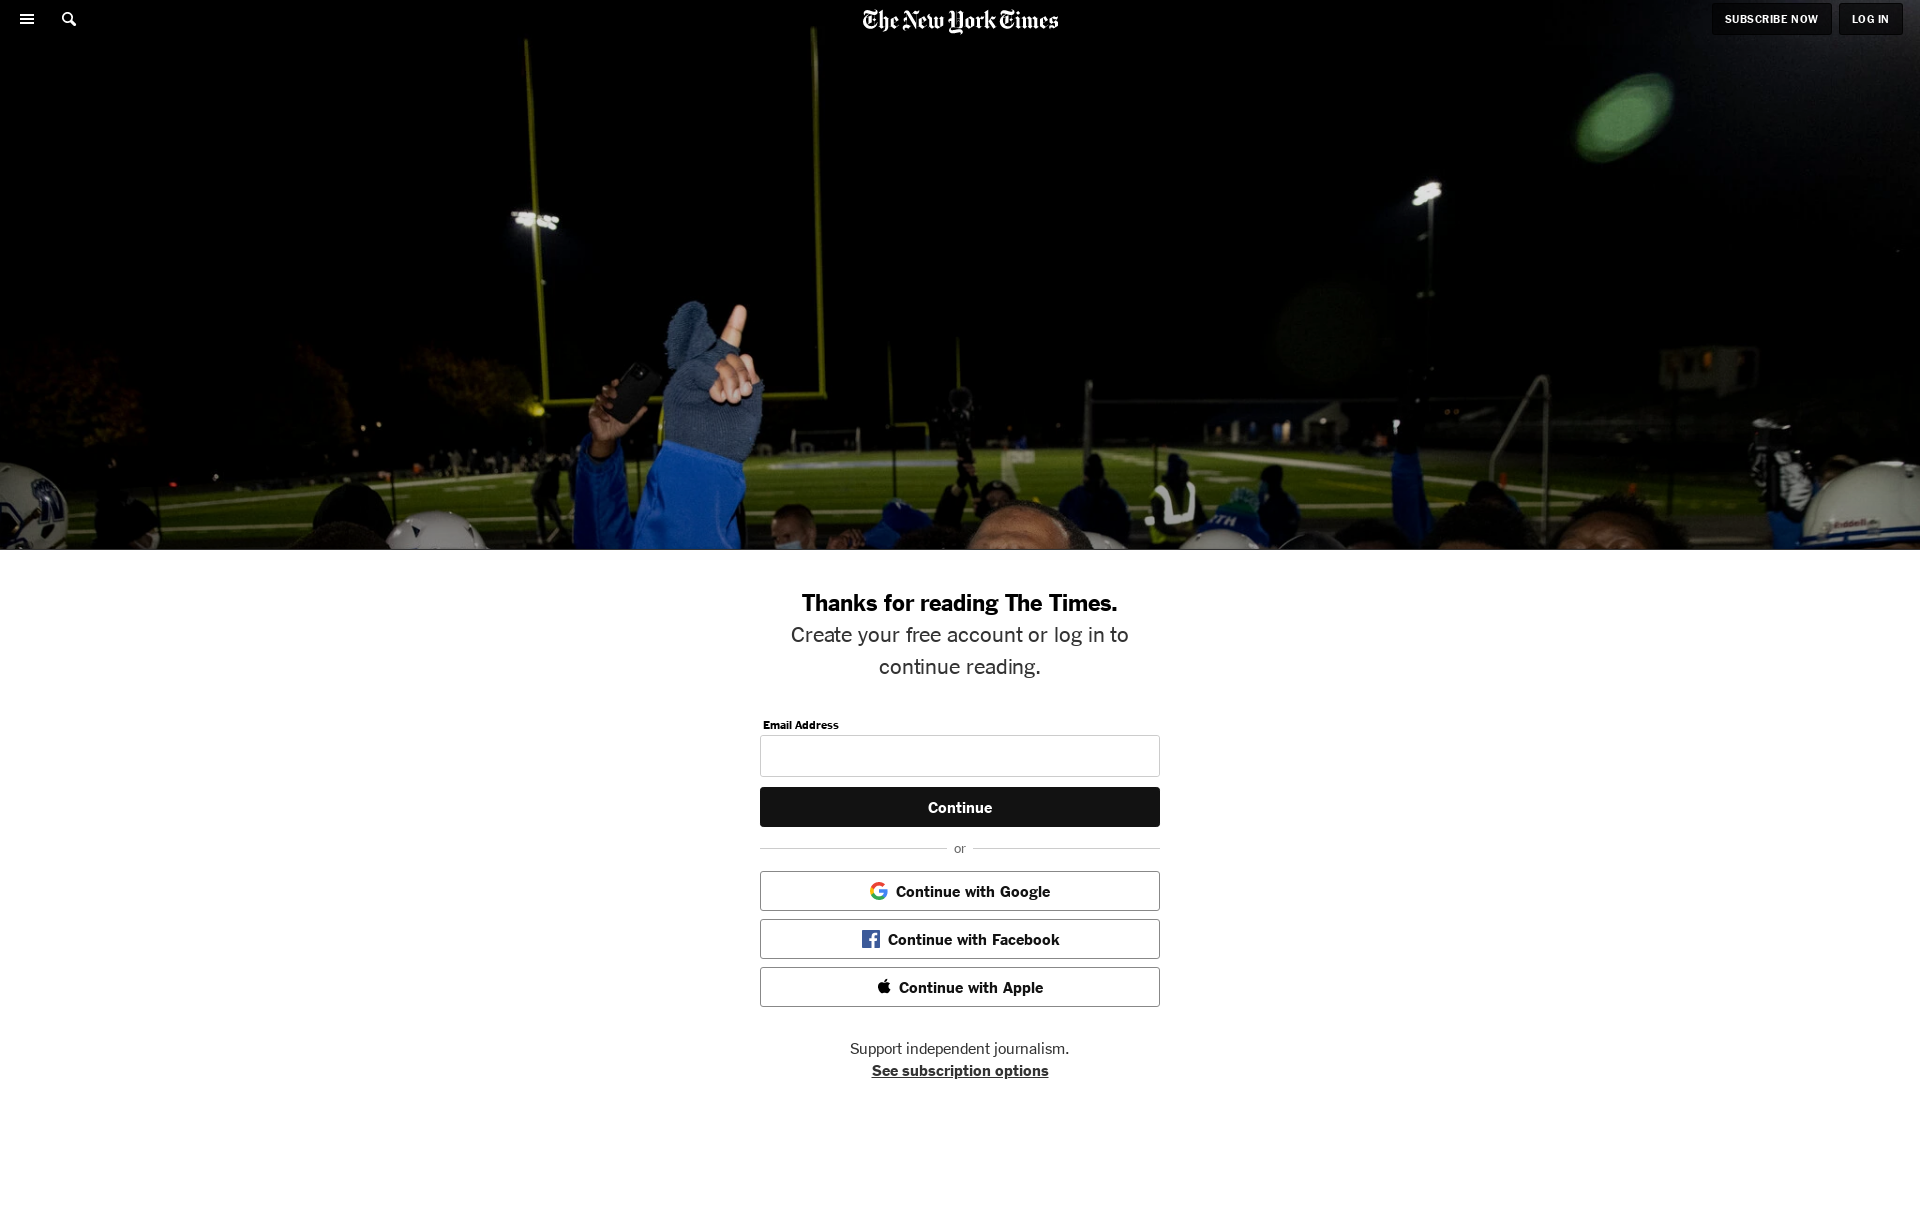 The New York Times
SUBSCRIBE NOW
LOG IN
TH
Riddell
Thanks for reading The Times.
Create your free account or log in to
continue reading.
Email Address
Continue
or
Continue with Google
Continue with Facebook
Continue with Apple
Support independent journalism.
See subscription options